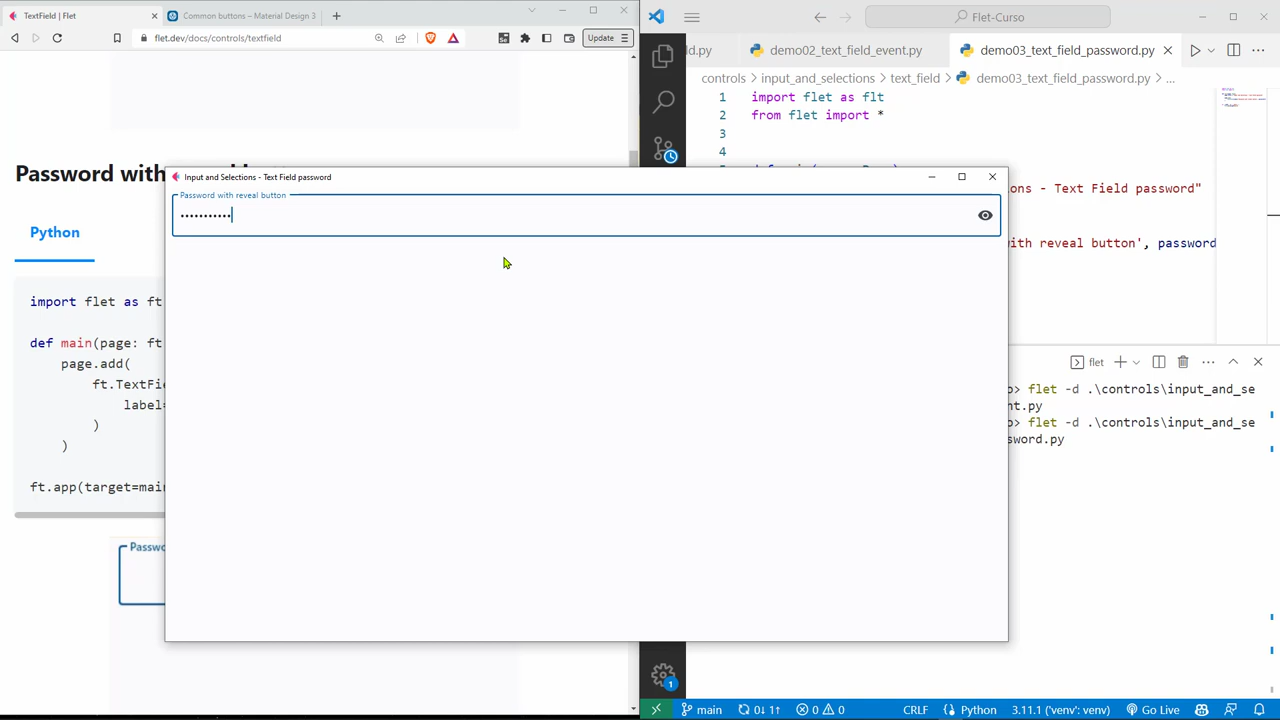 TextField | Flet
Common buttons – Material Design 3
flet.dev/docs/controls/textfield
Update
Password with
Python
import flet as ft
def main(page: ft
page.add(
ft.TextFie
label=
)
)
ft.app(target=main
Passwo
Input and Selections - Text Field password
Password with reveal button
•••••••••••
Flet-Curso
ld.py
demo02_text_field_event.py
demo03_text_field_password.py
controls
input_and_selections
text_field
demo03_text_field_password.py
...
1 import flet as flt
2 from flet import *
3
4
ions - Text Field password"
with reveal button', password
flet
o> flet -d .\controls\input_and_se
nt.py
o> flet -d .\controls\input_and_se
sword.py
1
main
0↓ 1↑
0
0
CRLF
Python
3.11.1 ('venv': venv)
Go Live